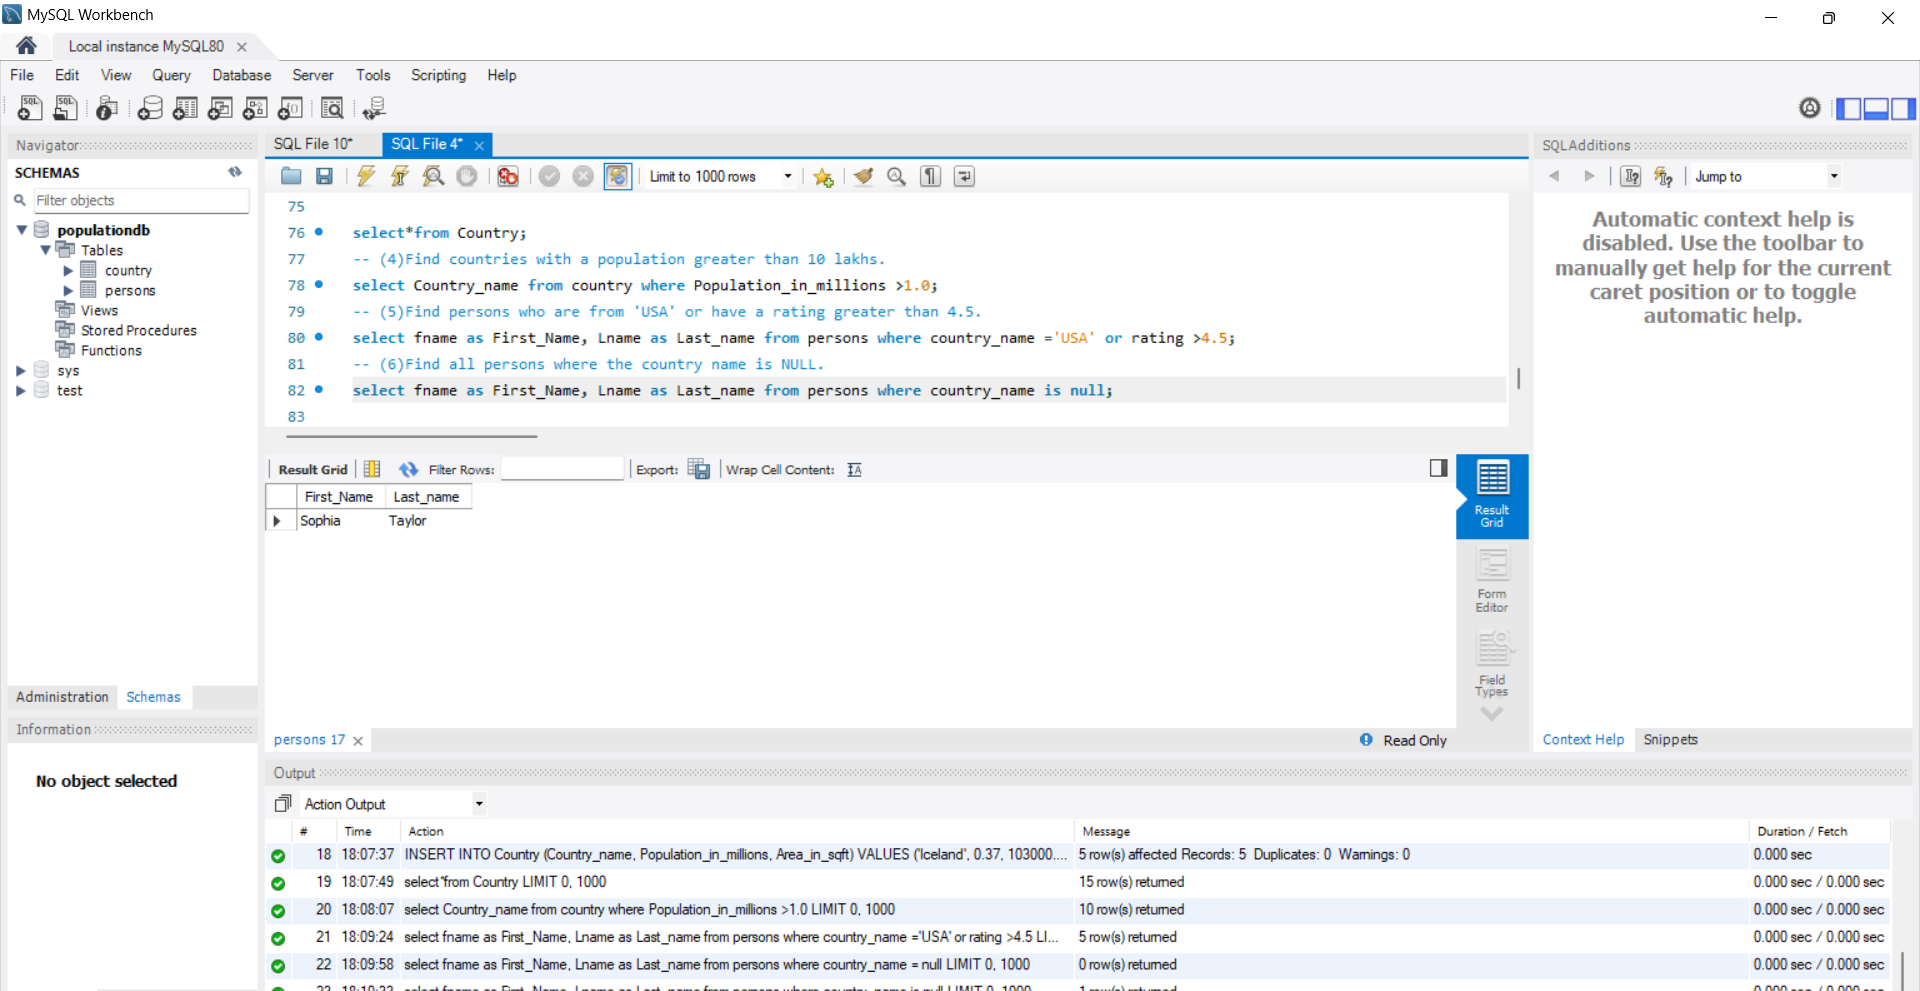 MySQL Workbench
Local instance MySQL80
File Edit View Query Database Server Tools Scripting Help
Navigator
SCHEMAS
Filter objects
populationdb
Tables
country
persons
Views
Stored Procedures
Functions
sys
test
Administration Schemas
Information
No object selected
SQL File 10* SQL File 4*
Limit to 1000 rows
75
76 select*from Country;
77 -- (4)Find countries with a population greater than 10 lakhs.
78 select Country_name from country where Population_in_millions >1.0;
79 -- (5)Find persons who are from 'USA' or have a rating greater than 4.5.
80 select fname as First_Name, Lname as Last_name from persons where country_name ='USA' or rating >4.5;
81 -- (6)Find all persons where the country name is NULL.
82 select fname as First_Name, Lname as Last_name from persons where country_name is null;
83
Result Grid Filter Rows: Export: Wrap Cell Content:
First_Name Last_name
Sophia Taylor
Result Grid
Form Editor
Field Types
persons 17
Read Only
SQLAdditions
Jump to
Automatic context help is
disabled. Use the toolbar to
manually get help for the current
caret position or to toggle
automatic help.
Context Help Snippets
Output
Action Output
# Time Action Message Duration / Fetch
18 18:07:37 INSERT INTO Country (Country_name, Population_in_millions, Area_in_sqft) VALUES ('Iceland', 0.37, 103000.... 5 row(s) affected Records: 5 Duplicates: 0 Warnings: 0 0.000 sec
19 18:07:49 select*from Country LIMIT 0, 1000 15 row(s) returned 0.000 sec / 0.000 sec
20 18:08:07 select Country_name from country where Population_in_millions >1.0 LIMIT 0, 1000 10 row(s) returned 0.000 sec / 0.000 sec
21 18:09:24 select fname as First_Name, Lname as Last_name from persons where country_name ='USA' or rating >4.5 LI... 5 row(s) returned 0.000 sec / 0.000 sec
22 18:09:58 select fname as First_Name, Lname as Last_name from persons where country_name = null LIMIT 0, 1000 0 row(s) returned 0.000 sec / 0.000 sec